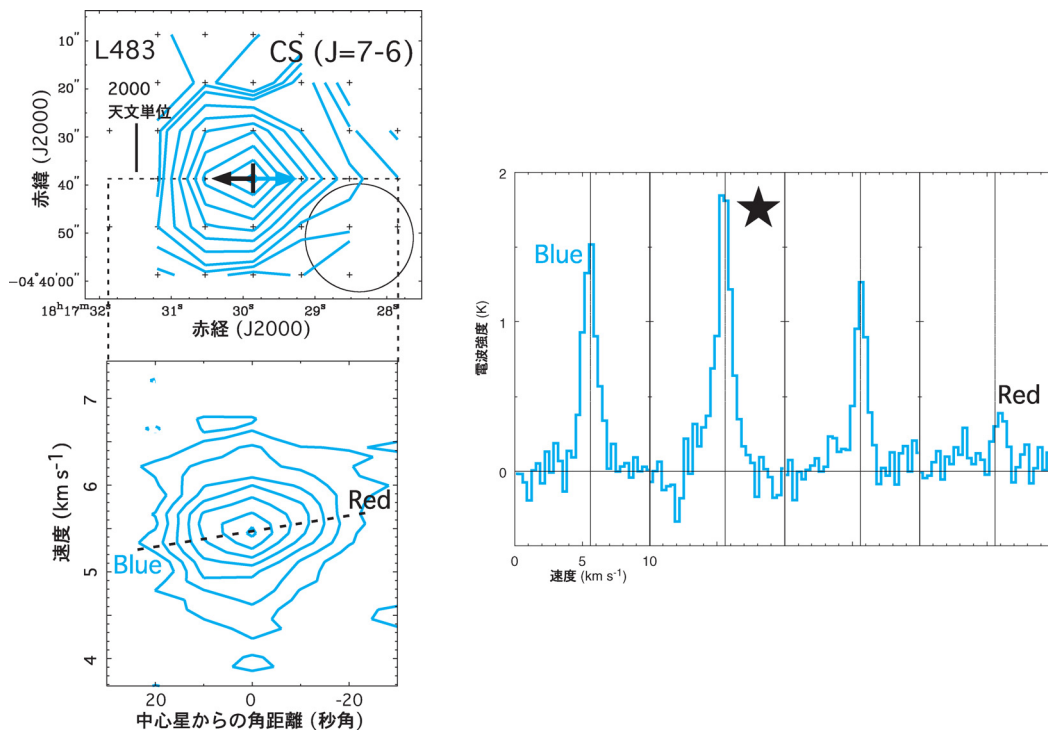 L483
CS (J=7-6)
2000
天文単位
10"
20"
30"
40"
50"
−04°40'00"
赤緯 (J2000)
18ʰ17ᵐ32ˢ
31ˢ
30ˢ
29ˢ
28ˢ
赤経 (J2000)
7
6
5
4
速度 (km s⁻¹)
Red
Blue
20
0
-20
中心星からの角距離 (秒角)
2
1
0
電波強度 (K)
Blue
★
Red
0
5
10
速度 (km s⁻¹)